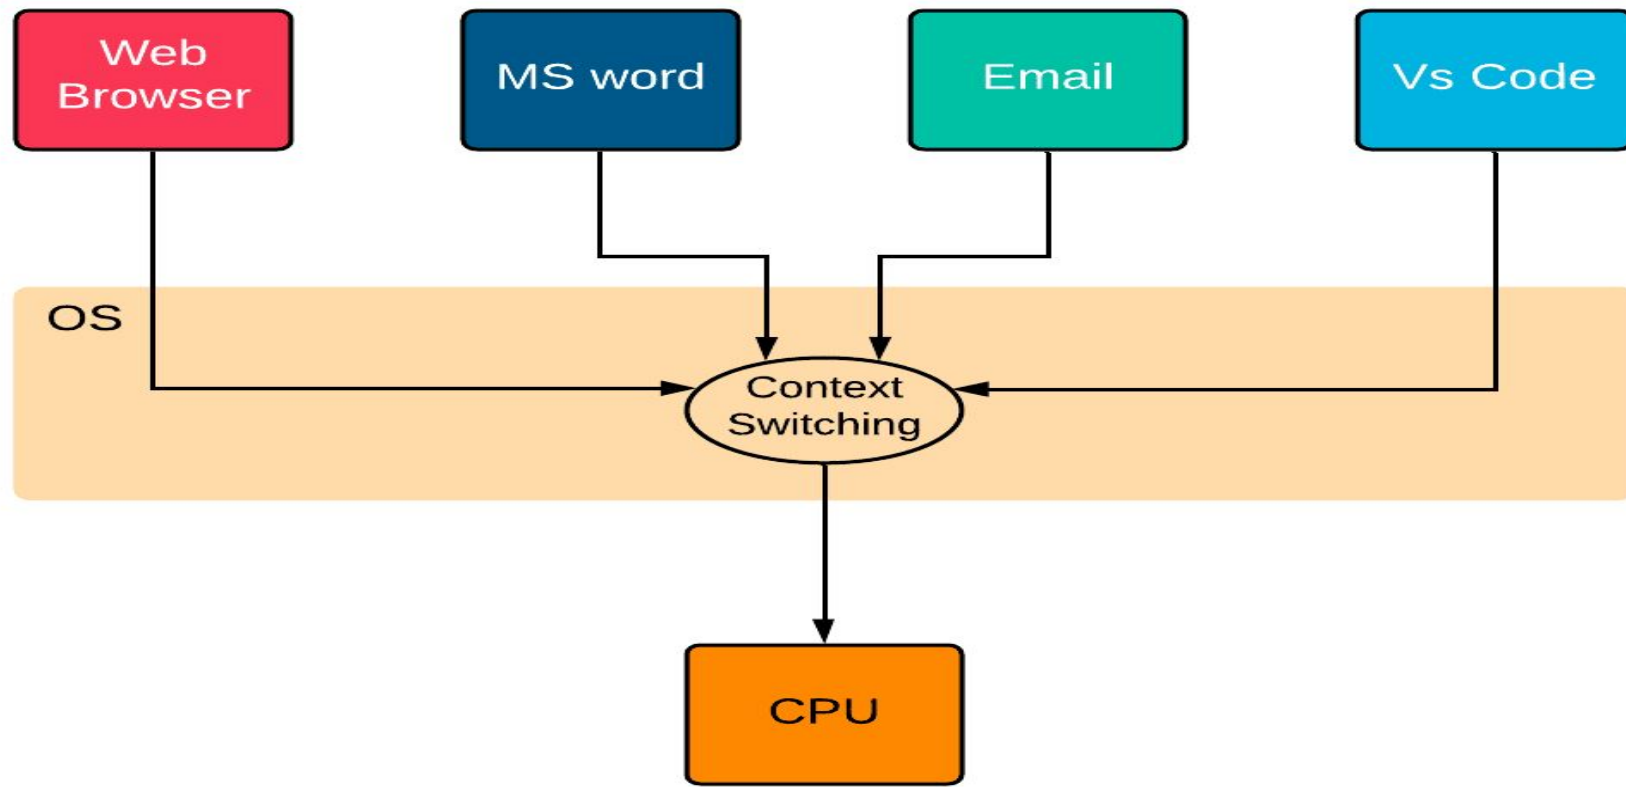 Web
Browser
MS word
Email
Vs Code
OS
Context
Switching
CPU